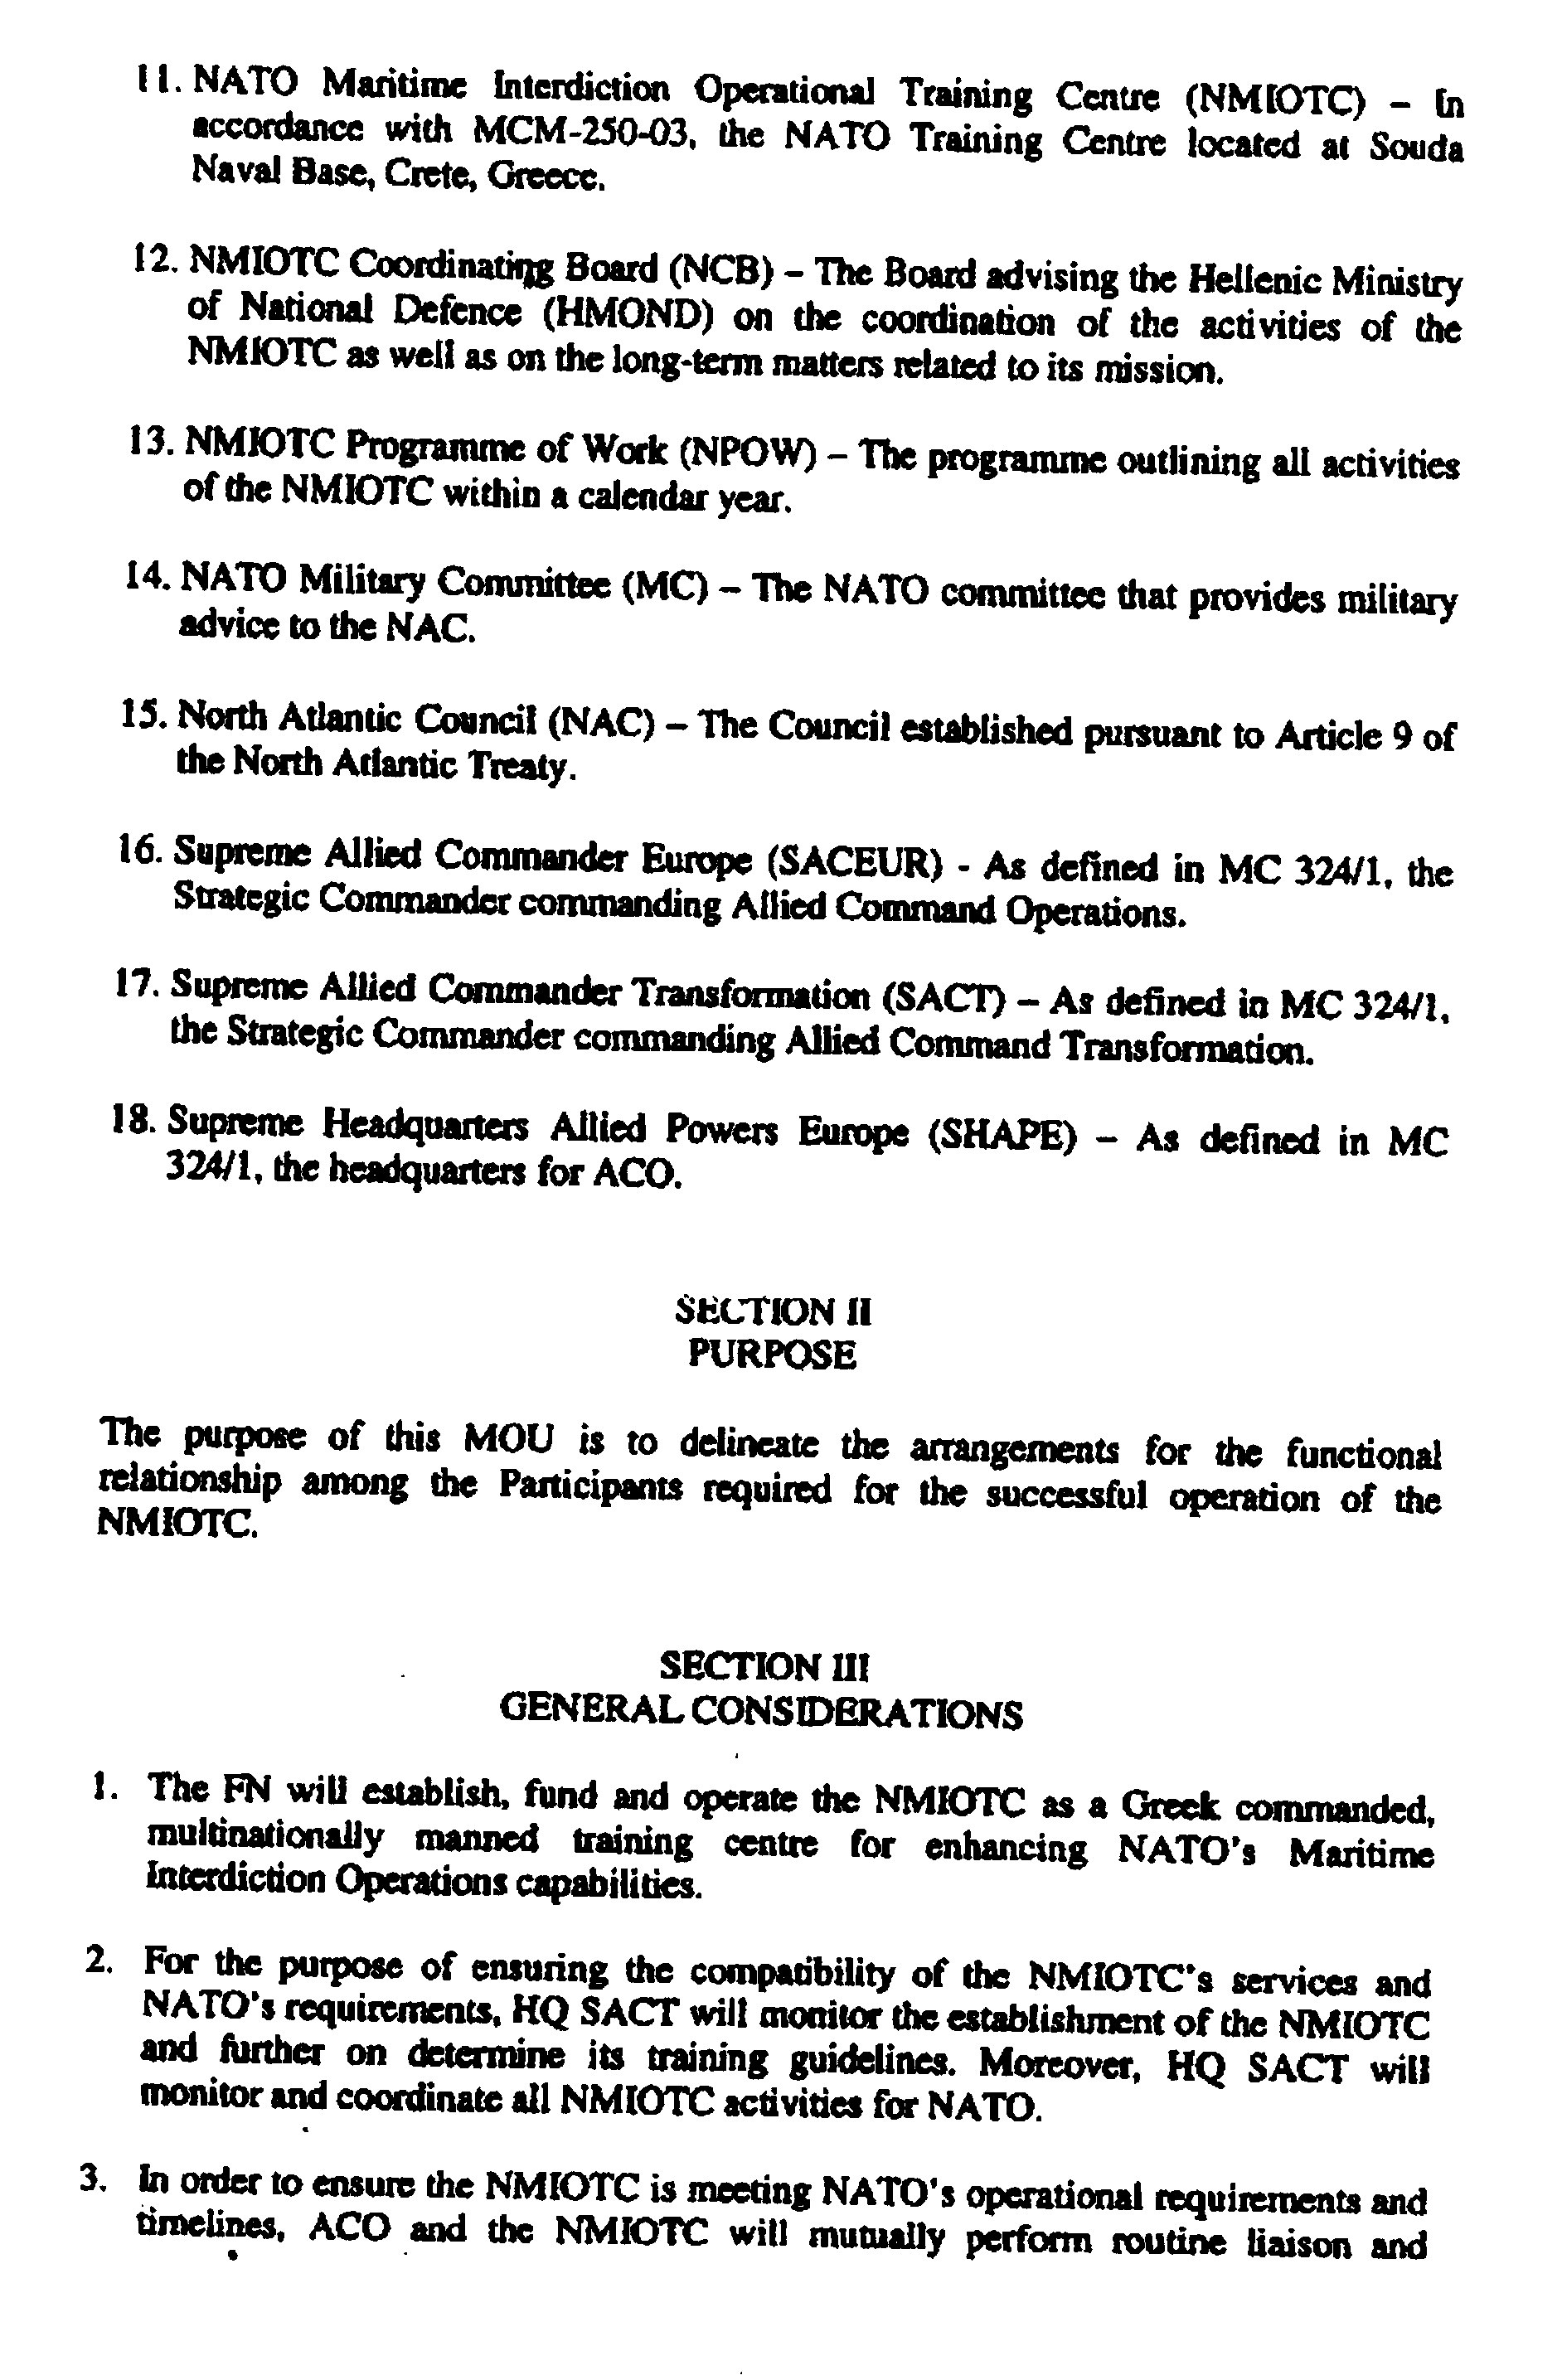 11. NATO Maritime Interdiction Operational Training Centre (NMIOTC) – In
accordance with MCM-250-03, the NATO Training Centre located at Souda
Naval Base, Crete, Greece.
12. NMIOTC Coordinating Board (NCB) – The Board advising the Hellenic Ministry
of National Defence (HMOND) on the coordination of the activities of the
NMIOTC as well as on the long-term matters related to its mission.
13. NMIOTC Programme of Work (NPOW) – The programme outlining all activities
of the NMIOTC within a calendar year.
14. NATO Military Committee (MC) – The NATO committee that provides military
advice to the NAC.
15. North Atlantic Council (NAC) – The Council established pursuant to Article 9 of
the North Atlantic Treaty.
16. Supreme Allied Commander Europe (SACEUR) - As defined in MC 324/1, the
Strategic Commander commanding Allied Command Operations.
17. Supreme Allied Commander Transformation (SACT) – As defined in MC 324/1,
the Strategic Commander commanding Allied Command Transformation.
18. Supreme Headquarters Allied Powers Europe (SHAPE) – As defined in MC
324/1, the headquarters for ACO.
SECTION II
PURPOSE
The purpose of this MOU is to delineate the arrangements for the functional
relationship among the Participants required for the successful operation of the
NMIOTC.
SECTION III
GENERAL CONSIDERATIONS
1. The FN will establish, fund and operate the NMIOTC as a Greek commanded,
multinationally manned training centre for enhancing NATO's Maritime
Interdiction Operations capabilities.
2. For the purpose of ensuring the compatibility of the NMIOTC's services and
NATO's requirements, HQ SACT will monitor the establishment of the NMIOTC
and further on determine its training guidelines. Moreover, HQ SACT will
monitor and coordinate all NMIOTC activities for NATO.
3. In order to ensure the NMIOTC is meeting NATO's operational requirements and
timelines, ACO and the NMIOTC will mutually perform routine liaison and